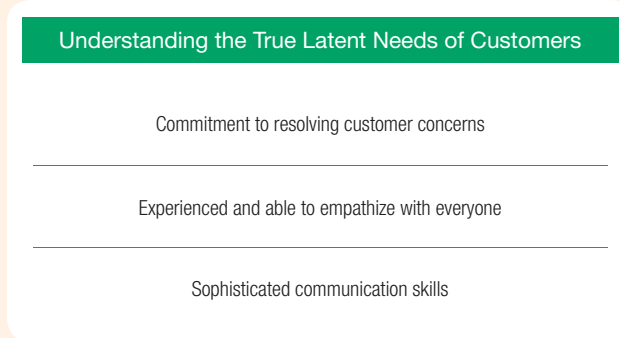 Understanding the True Latent Needs of Customers
Commitment to resolving customer concerns
Experienced and able to empathize with everyone
Sophisticated communication skills